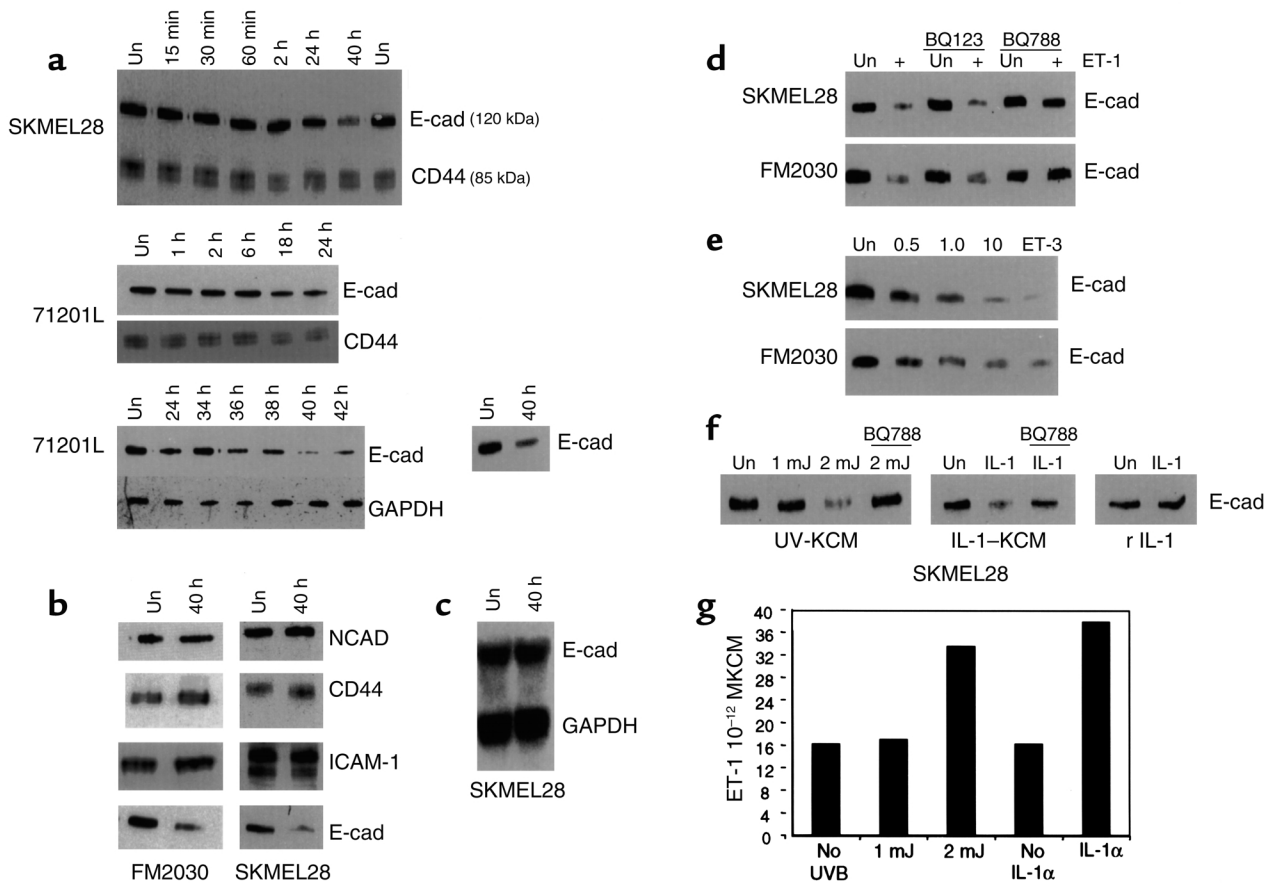 a
Un 15 min 30 min 60 min 2 h 24 h 40 h Un
SKMEL28
E-cad (120 kDa)
CD44 (85 kDa)
Un 1 h 2 h 6 h 18 h 24 h
71201L
E-cad
CD44
Un 24 h 34 h 36 h 38 h 40 h 42 h
71201L
E-cad
GAPDH
Un 40 h
E-cad
b
Un 40 h Un 40 h
NCAD
CD44
ICAM-1
E-cad
FM2030 SKMEL28
c
Un 40 h
E-cad
GAPDH
SKMEL28
d
BQ123 BQ788
Un + Un + Un + ET-1
SKMEL28 E-cad
FM2030 E-cad
e
Un 0.5 1.0 10 ET-3
SKMEL28 E-cad
FM2030 E-cad
f
BQ788 BQ788
Un 1 mJ 2 mJ 2 mJ Un IL-1 IL-1 Un IL-1
E-cad
UV-KCM IL-1–KCM r IL-1
SKMEL28
g
ET-1 10⁻¹² MKCM
40
36
32
28
24
20
16
12
8
4
0
No UVB 1 mJ 2 mJ No IL-1α IL-1α